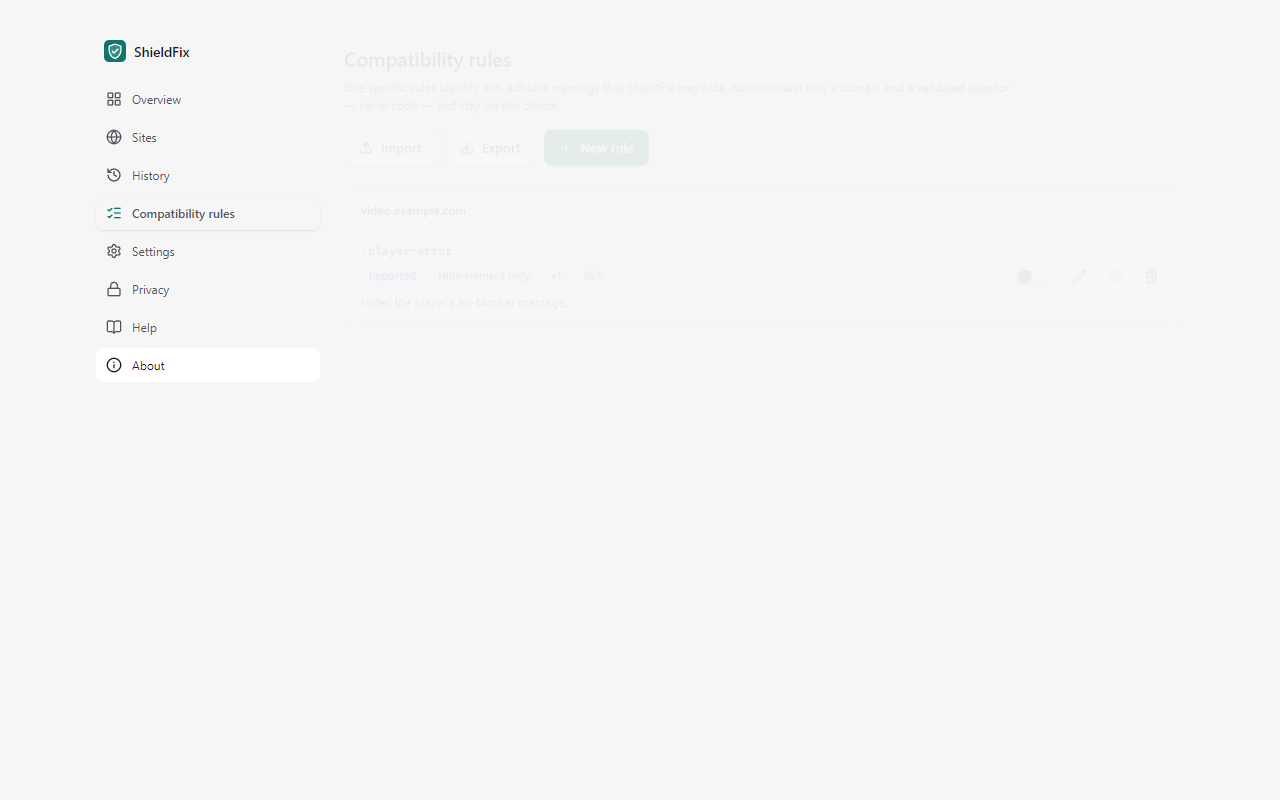 ShieldFix
Overview
Sites
History
Compatibility rules
Settings
Privacy
Help
About
Compatibility rules
Site-specific rules identify anti-adblock warnings that ShieldFix may hide. Rules contain only a domain and a validated selector
— never code — and stay on this device.
Import
Export
New rule
video.example.com
.player-error
Imported
Hide element only
v1
95%
Hides the player's ad-blocker message.